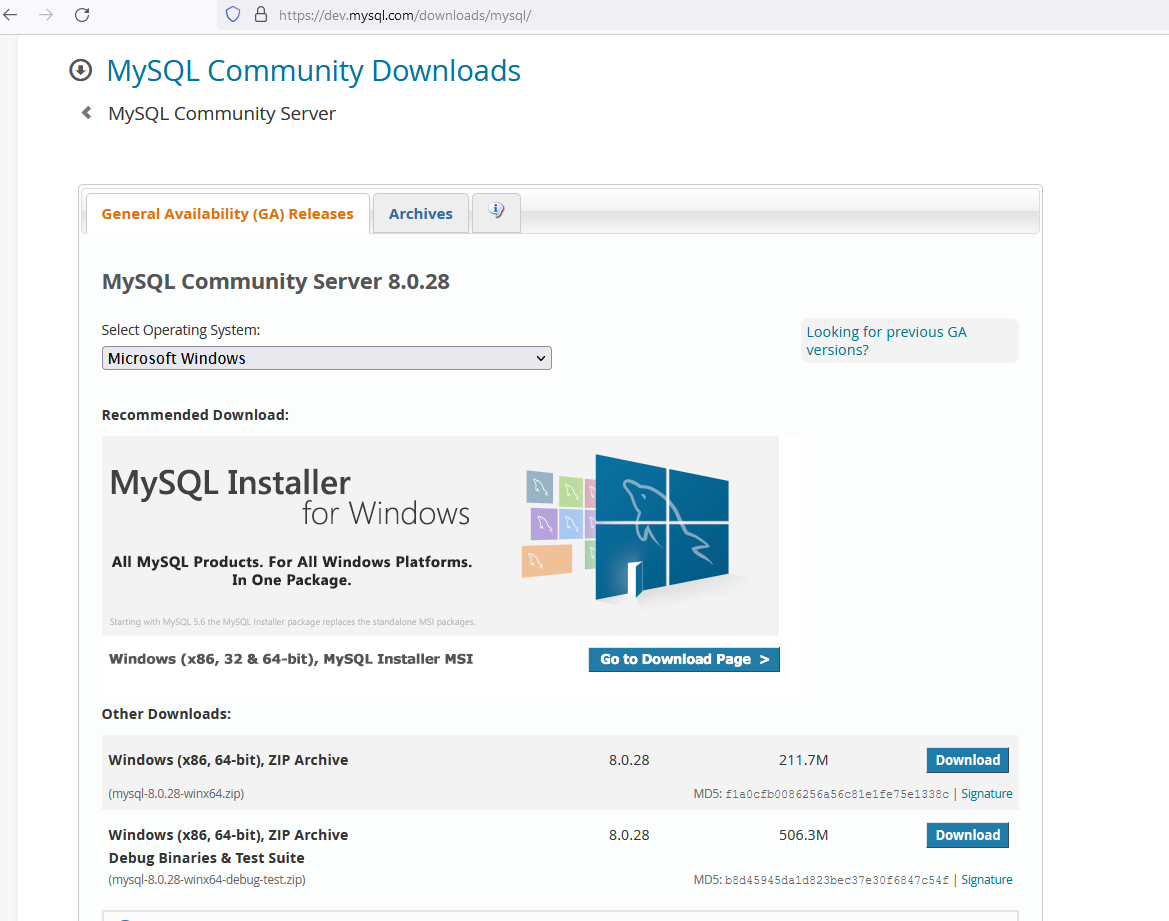 https://dev.mysql.com/downloads/mysql/
MySQL Community Downloads
MySQL Community Server
General Availability (GA) Releases
Archives
MySQL Community Server 8.0.28
Select Operating System:
Microsoft Windows
Looking for previous GA
versions?
Recommended Download:
MySQL Installer
for Windows
All MySQL Products. For All Windows Platforms.
In One Package.
Starting with MySQL 5.6 the MySQL Installer package replaces the standalone MSI packages.
Windows (x86, 32 & 64-bit), MySQL Installer MSI
Go to Download Page >
Other Downloads:
Windows (x86, 64-bit), ZIP Archive 8.0.28 211.7M Download
(mysql-8.0.28-winx64.zip) MD5: f1a0cfb0086256a56c81e1fe75e1338c | Signature
Windows (x86, 64-bit), ZIP Archive 8.0.28 506.3M Download
Debug Binaries & Test Suite
(mysql-8.0.28-winx64-debug-test.zip) MD5: b8d45945da1d823bec37e30f6847c54f | Signature